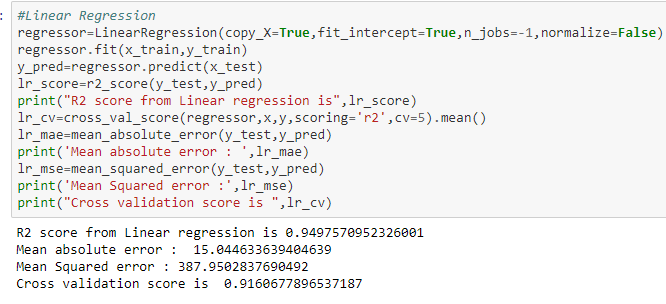 #Linear Regression
regressor=LinearRegression(copy_X=True,fit_intercept=True,n_jobs=-1,normalize=False)
regressor.fit(x_train,y_train)
y_pred=regressor.predict(x_test)
lr_score=r2_score(y_test,y_pred)
print("R2 score from Linear regression is",lr_score)
lr_cv=cross_val_score(regressor,x,y,scoring='r2',cv=5).mean()
lr_mae=mean_absolute_error(y_test,y_pred)
print('Mean absolute error : ',lr_mae)
lr_mse=mean_squared_error(y_test,y_pred)
print('Mean Squared error :',lr_mse)
print("Cross validation score is ",lr_cv)
R2 score from Linear regression is 0.9497570952326001
Mean absolute error :  15.044633639404639
Mean Squared error : 387.9502837690492
Cross validation score is  0.9160677896537187